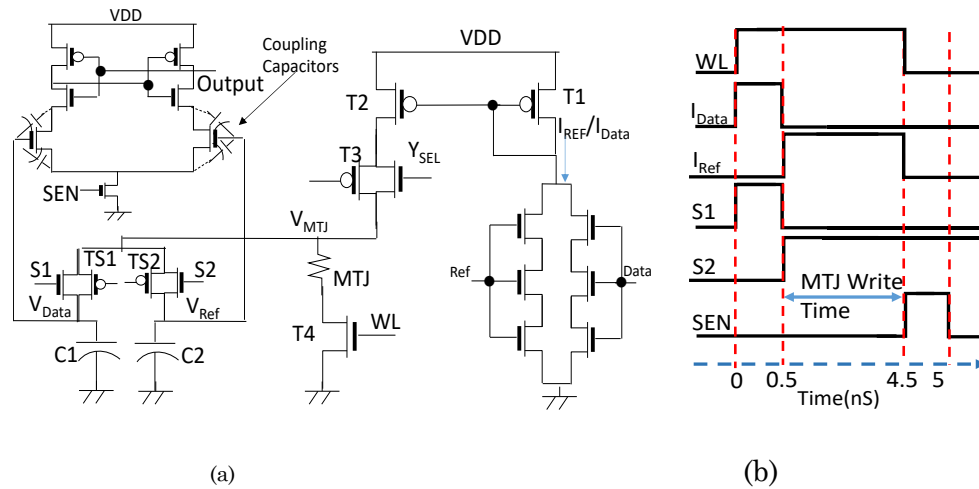 VDD
Coupling
Capacitors
Output
SEN
S1
TS1
TS2
S2
V_Data
V_Ref
C1
C2
VDD
T2
T1
I_REF/I_Data
T3
Y_SEL
V_MTJ
MTJ
T4
WL
Ref
Data
(a)
WL
I_Data
I_Ref
S1
S2
MTJ Write
Time
SEN
0 0.5 4.5 5
Time(nS)
(b)